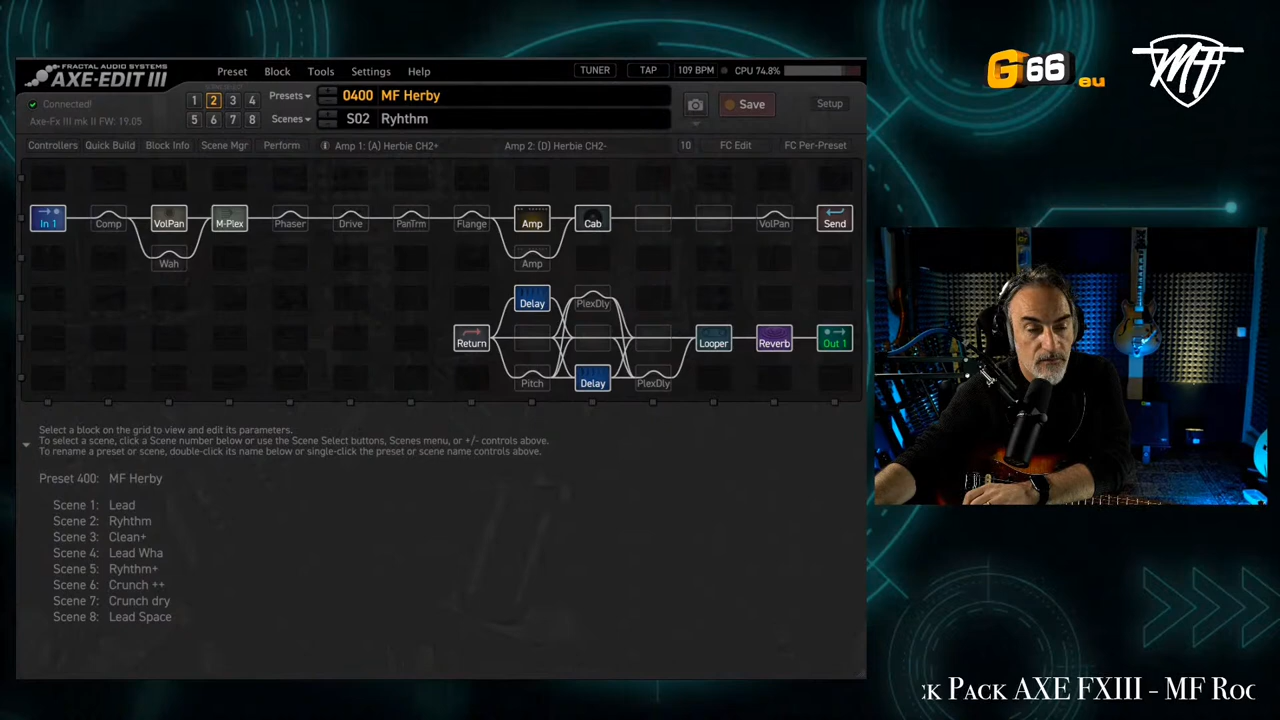 FRACTAL AUDIO SYSTEMS
AXE-EDIT III
Preset Block Tools Settings Help
TUNER TAP 109 BPM CPU 74.8%
Connected!
Axe-Fx III mk II FW: 19.05
1 2 3 4
5 6 7 8
Presets 0400 MF Herby
Scenes S02 Ryhthm
Save
Setup
Controllers Quick Build Block Info Scene Mgr Perform
Amp 1: (A) Herbie CH2+ Amp 2: (D) Herbie CH2- 10 FC Edit FC Per-Preset
In 1 Comp VolPan M-Plex Phaser Drive PanTrm Flange Amp Cab VolPan Send
Wah Amp
Delay PlexDly
Return Looper Reverb Out 1
Pitch Delay PlexDly
Select a block on the grid to view and edit its parameters.
To select a scene, click a Scene number below or use the Scene Select buttons, Scenes menu, or +/- controls above.
To rename a preset or scene, double-click its name below or single-click the preset or scene name controls above.
Preset 400: MF Herby
Scene 1: Lead
Scene 2: Ryhthm
Scene 3: Clean+
Scene 4: Lead Wha
Scene 5: Ryhthm+
Scene 6: Crunch ++
Scene 7: Crunch dry
Scene 8: Lead Space
G66.eu
MF
k Pack AXE FXIII - MF Roc